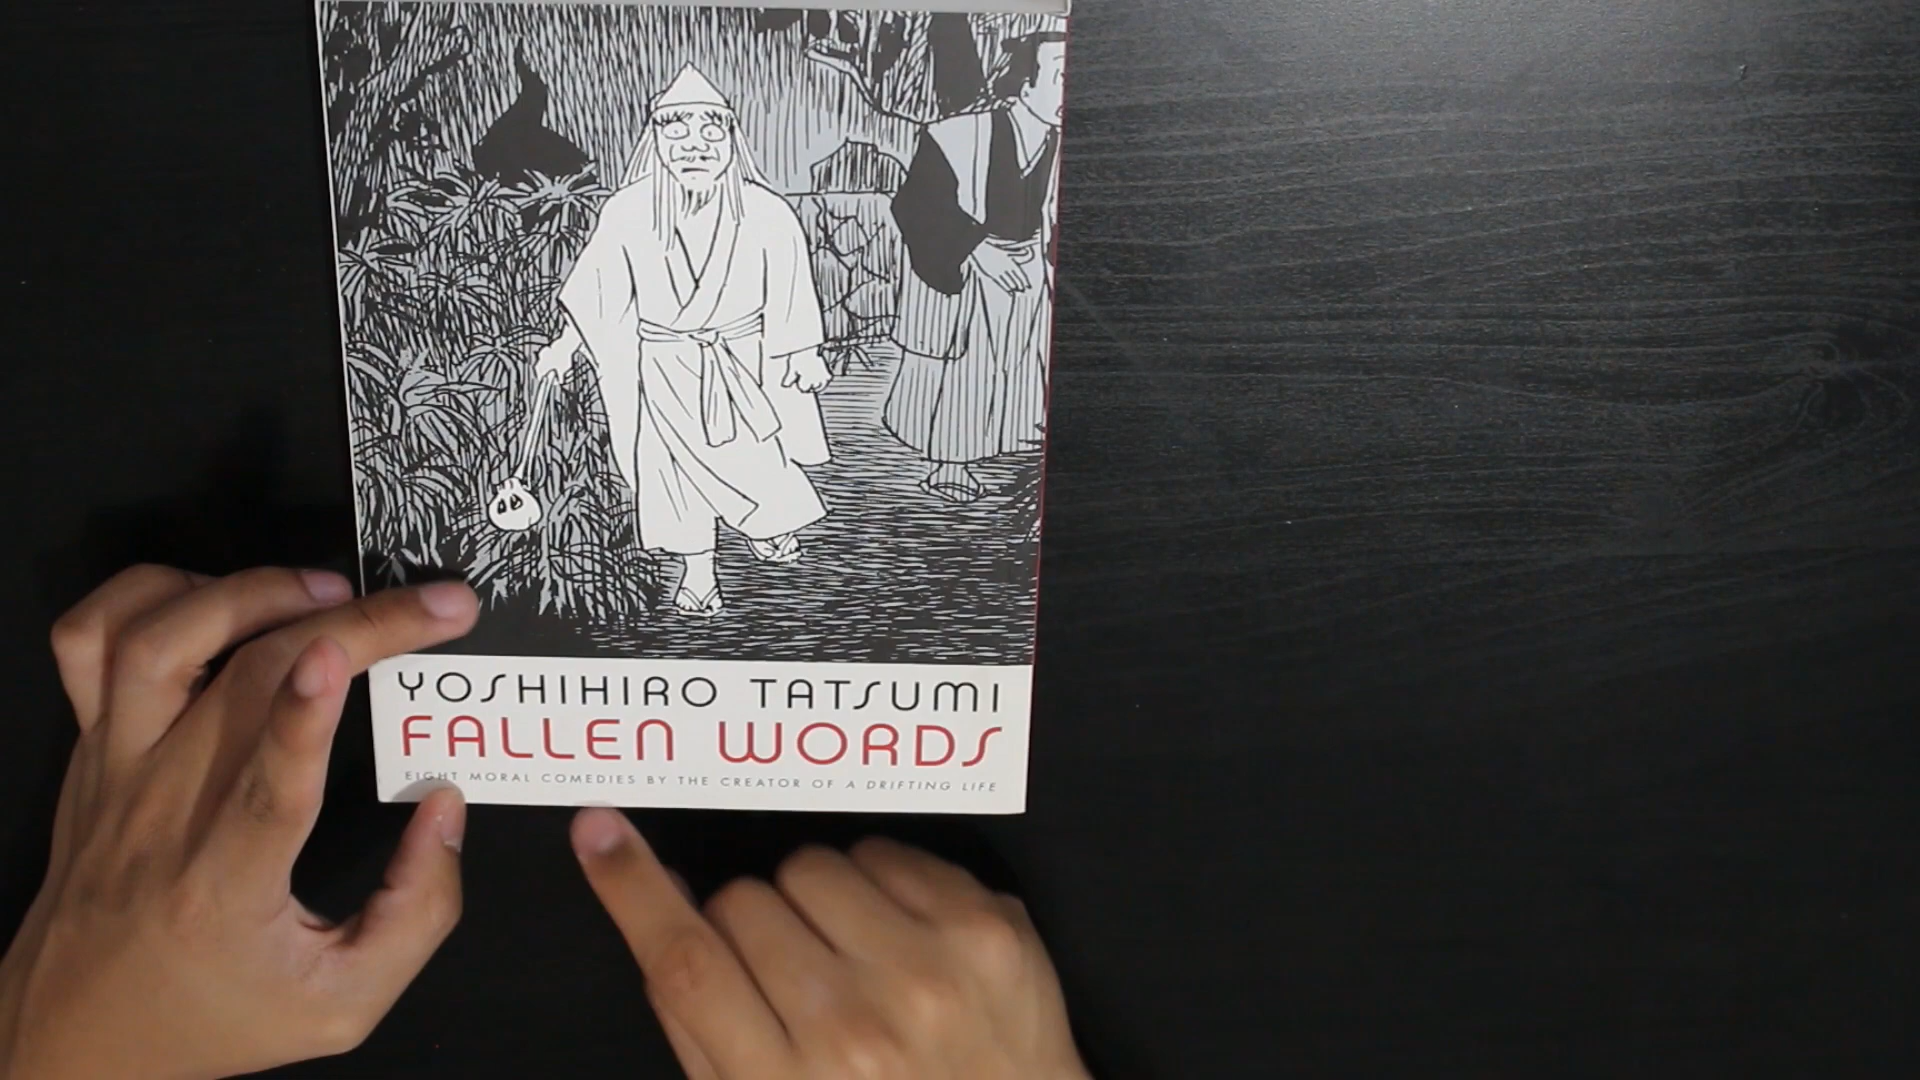 YOSHIHIRO TATSUMI
FALLEN WORDS
EIGHT MORAL COMEDIES BY THE CREATOR OF A DRIFTING LIFE